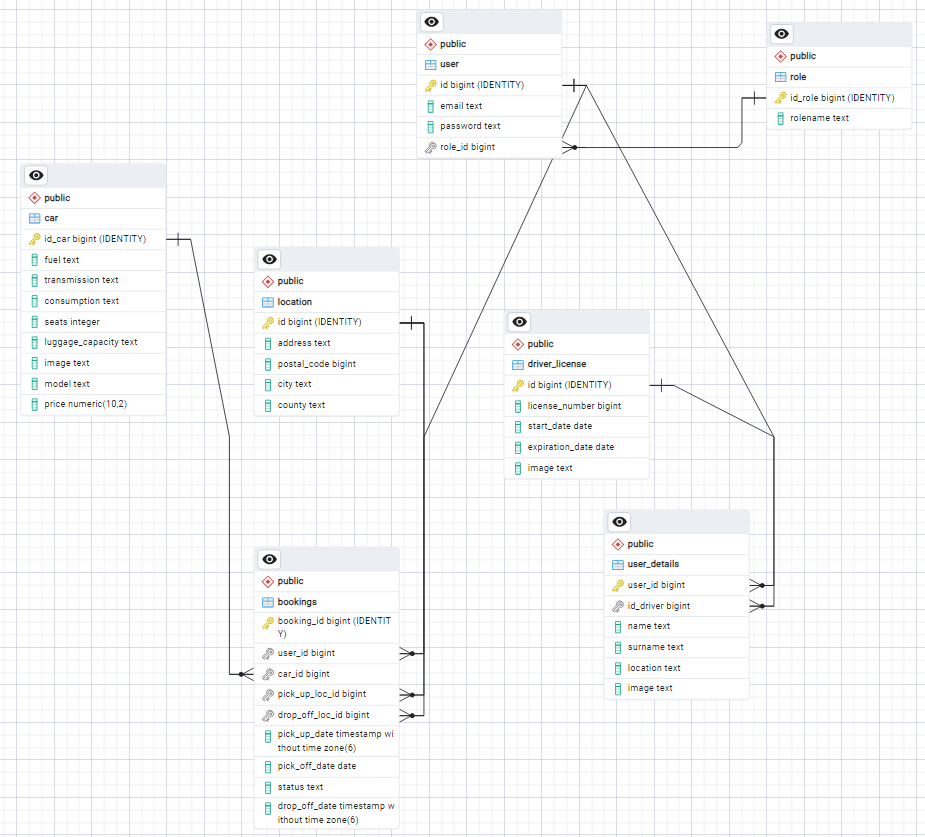 public
user
id bigint (IDENTITY)
email text
password text
role_id bigint
public
role
id_role bigint (IDENTITY)
rolename text
public
car
id_car bigint (IDENTITY)
fuel text
transmission text
consumption text
seats integer
luggage_capacity text
image text
model text
price numeric(10,2)
public
location
id bigint (IDENTITY)
address text
postal_code bigint
city text
county text
public
driver_license
id bigint (IDENTITY)
license_number bigint
start_date date
expiration_date date
image text
public
user_details
user_id bigint
id_driver bigint
name text
surname text
location text
image text
public
bookings
booking_id bigint (IDENTIT
Y)
user_id bigint
car_id bigint
pick_up_loc_id bigint
drop_off_loc_id bigint
pick_up_date timestamp wi
thout time zone(6)
pick_off_date date
status text
drop_off_date timestamp w
ithout time zone(6)